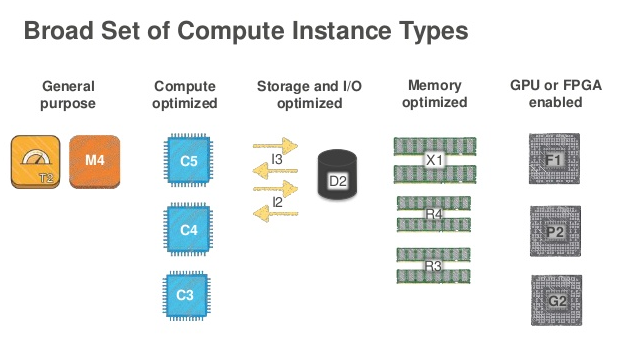 Broad Set of Compute Instance Types
General
purpose
Compute
optimized
Storage and I/O
optimized
Memory
optimized
GPU or FPGA
enabled
T2
M4
C5
C4
C3
I3
I2
D2
X1
R4
R3
F1
P2
G2